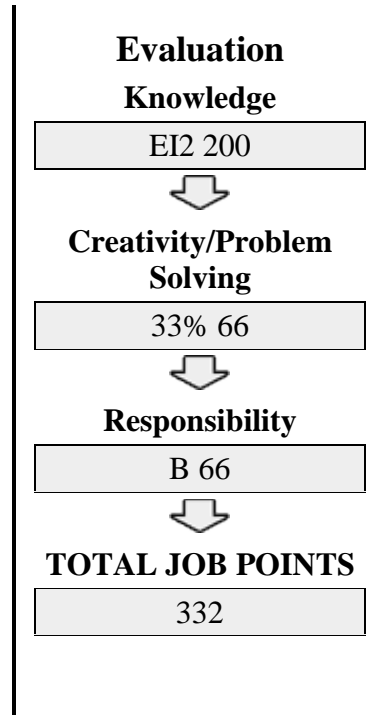 Evaluation
Knowledge
EI2 200
Creativity/Problem
Solving
33% 66
Responsibility
B 66
TOTAL JOB POINTS
332